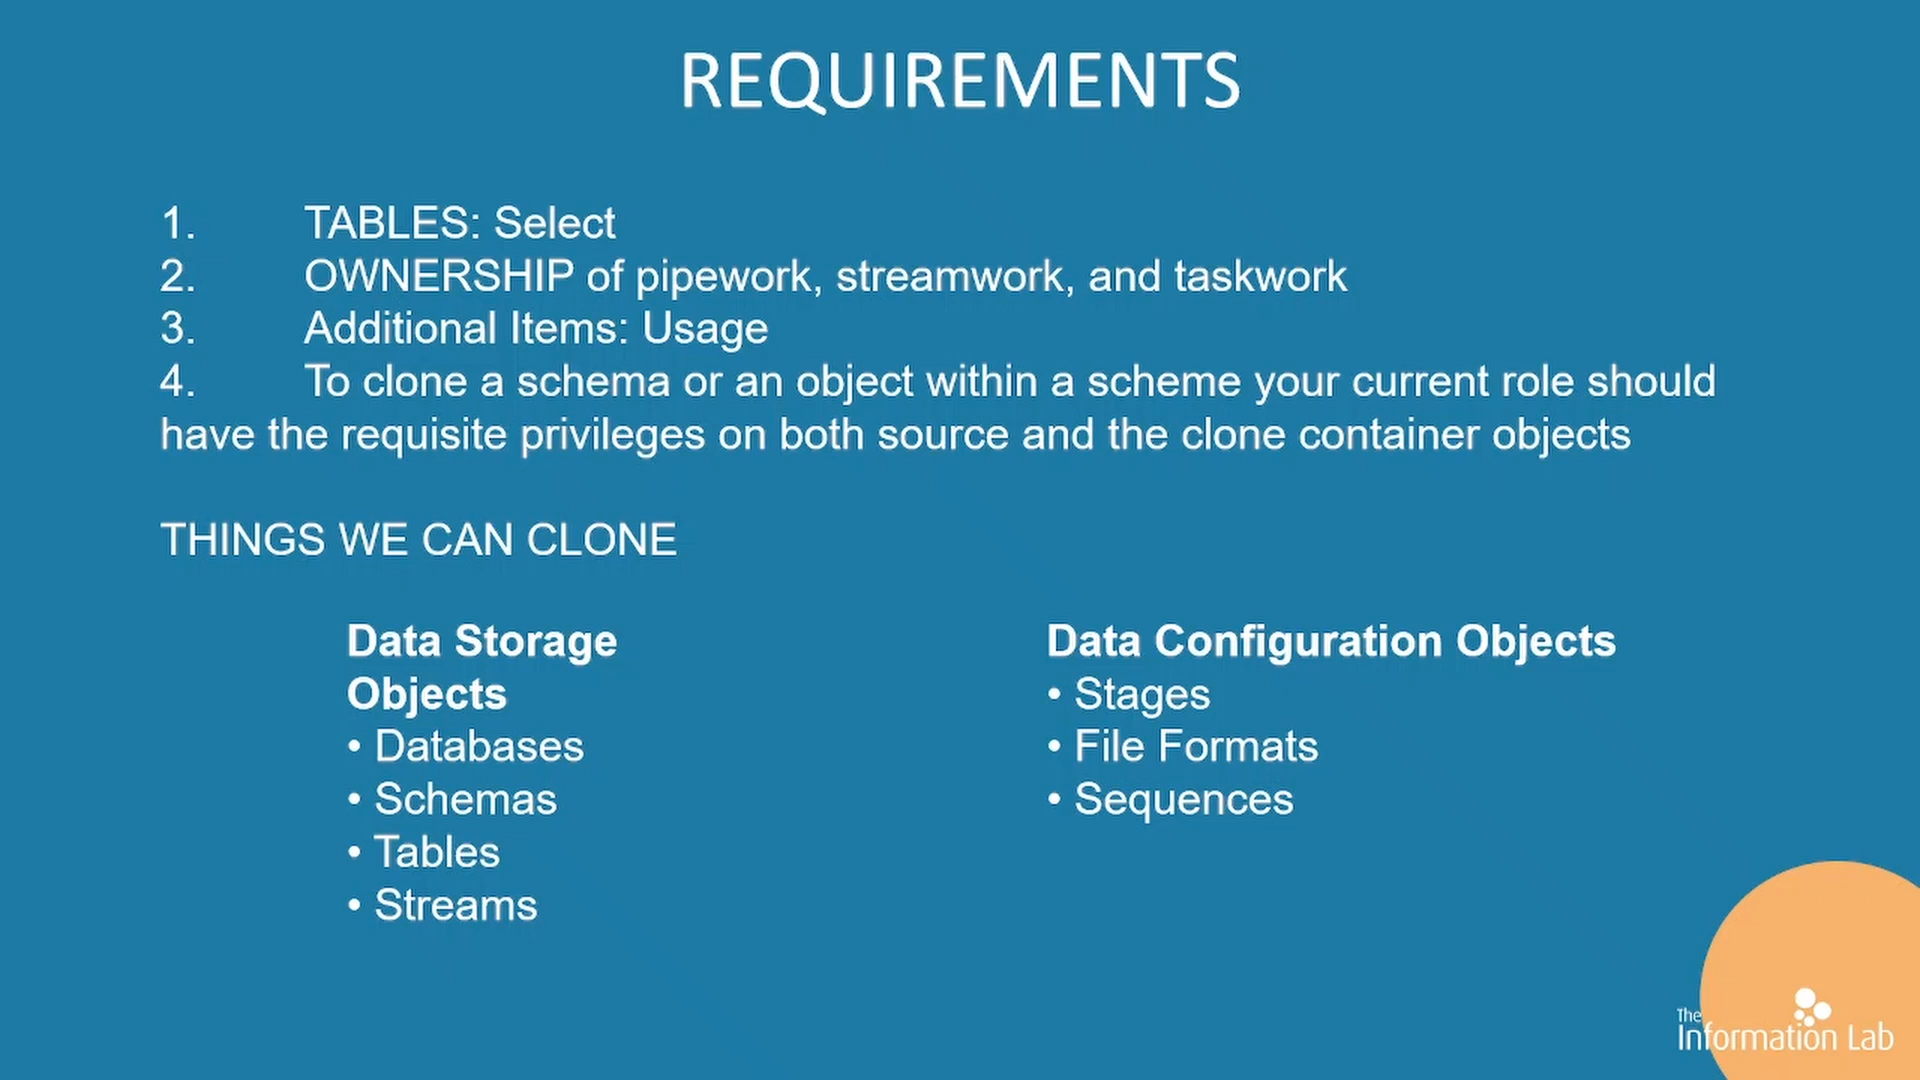 REQUIREMENTS
1. TABLES: Select
2. OWNERSHIP of pipework, streamwork, and taskwork
3. Additional Items: Usage
4. To clone a schema or an object within a scheme your current role should
have the requisite privileges on both source and the clone container objects
THINGS WE CAN CLONE
Data Storage
Objects
• Databases
• Schemas
• Tables
• Streams
Data Configuration Objects
• Stages
• File Formats
• Sequences
The
Information Lab